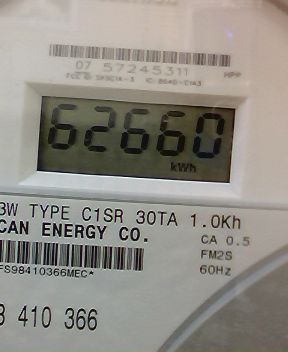 07 57245311
HPP
62660
kWh
3W TYPE C1SR 30TA 1.0Kh
CAN ENERGY CO.
CA 0.5
FM2S
60Hz
FS98410366MEC*
3 410 366